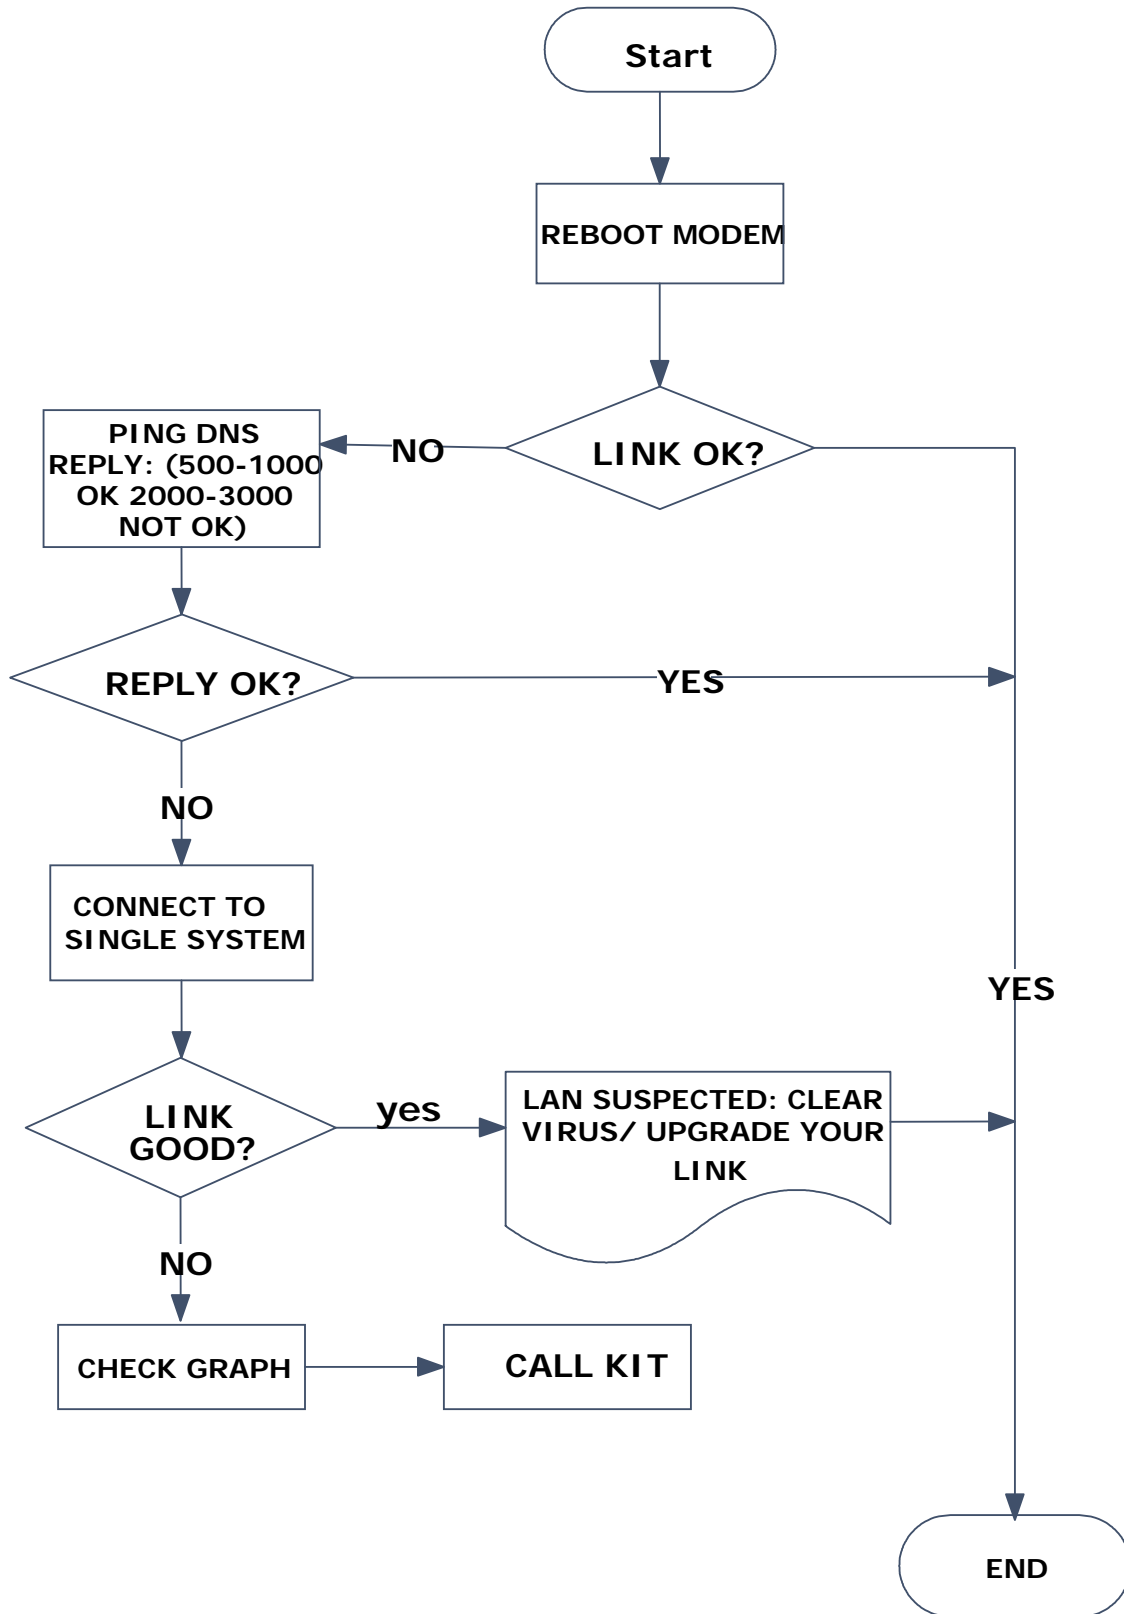 Start
REBOOT MODEM
LINK OK?
NO
PING DNS
REPLY: (500-1000
OK 2000-3000
NOT OK)
REPLY OK?
YES
NO
CONNECT TO
SINGLE SYSTEM
YES
LINK
GOOD?
yes
LAN SUSPECTED: CLEAR
VIRUS/ UPGRADE YOUR
LINK
NO
CHECK GRAPH
CALL KIT
END